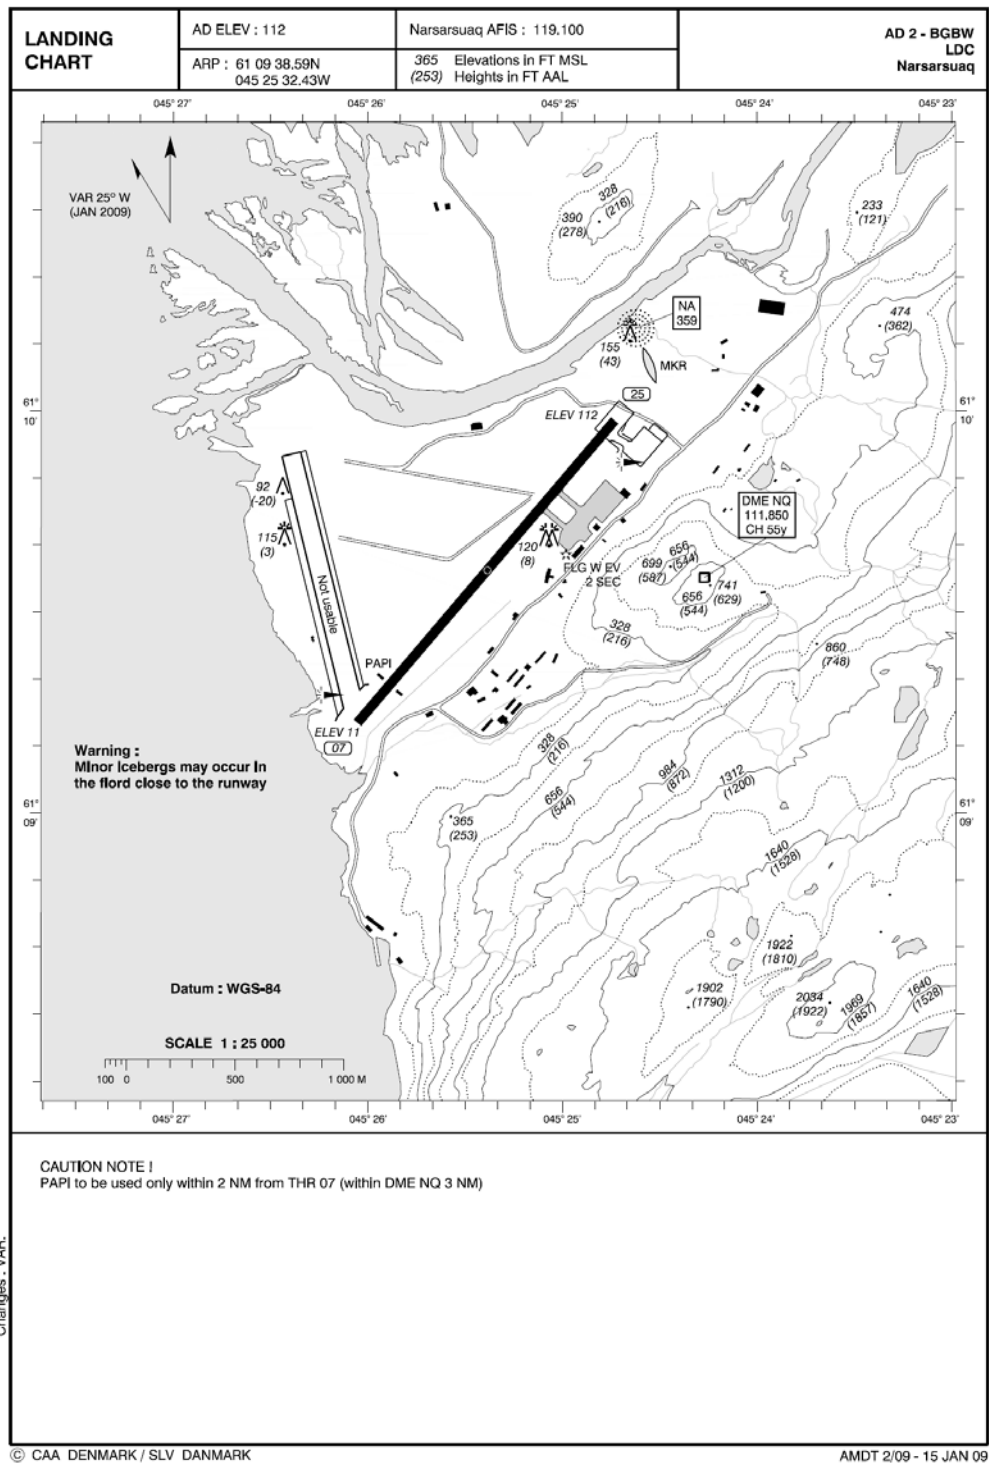 LANDING
CHART
AD ELEV : 112
ARP : 61 09 38.59N
045 25 32.43W
Narsarsuaq AFIS : 119.100
365 Elevations in FT MSL
(253) Heights in FT AAL
AD 2 - BGBW
LDC
Narsarsuaq
045° 27'
045° 26'
045° 25'
045° 24'
045° 23'
VAR 25° W
(JAN 2009)
328
(216)
390
(278)
233
(121)
NA
359
474
(362)
155
(43)
MKR
25
ELEV 112
61°
10'
61°
10'
92
(-20)
115
(3)
DME NQ
111,850
CH 55y
120
(8)
FLG W EV
2 SEC
656
(544)
699
(587)
741
(629)
656
(544)
Not usable
328
(216)
860
(748)
PAPI
ELEV 11
07
Warning :
Minor icebergs may occur in
the fiord close to the runway
328
(216)
984
(872)
1312
(1200)
656
(544)
61°
09'
61°
09'
365
(253)
1640
(1528)
1922
(1810)
1902
(1790)
2034
(1922)
1969
(1857)
1640
(1528)
Datum : WGS-84
SCALE 1 : 25 000
100 0 500 1 000 M
045° 27'
045° 26'
045° 25'
045° 24'
045° 23'
CAUTION NOTE !
PAPI to be used only within 2 NM from THR 07 (within DME NQ 3 NM)
Changes : VAR.
© CAA DENMARK / SLV DANMARK
AMDT 2/09 - 15 JAN 09